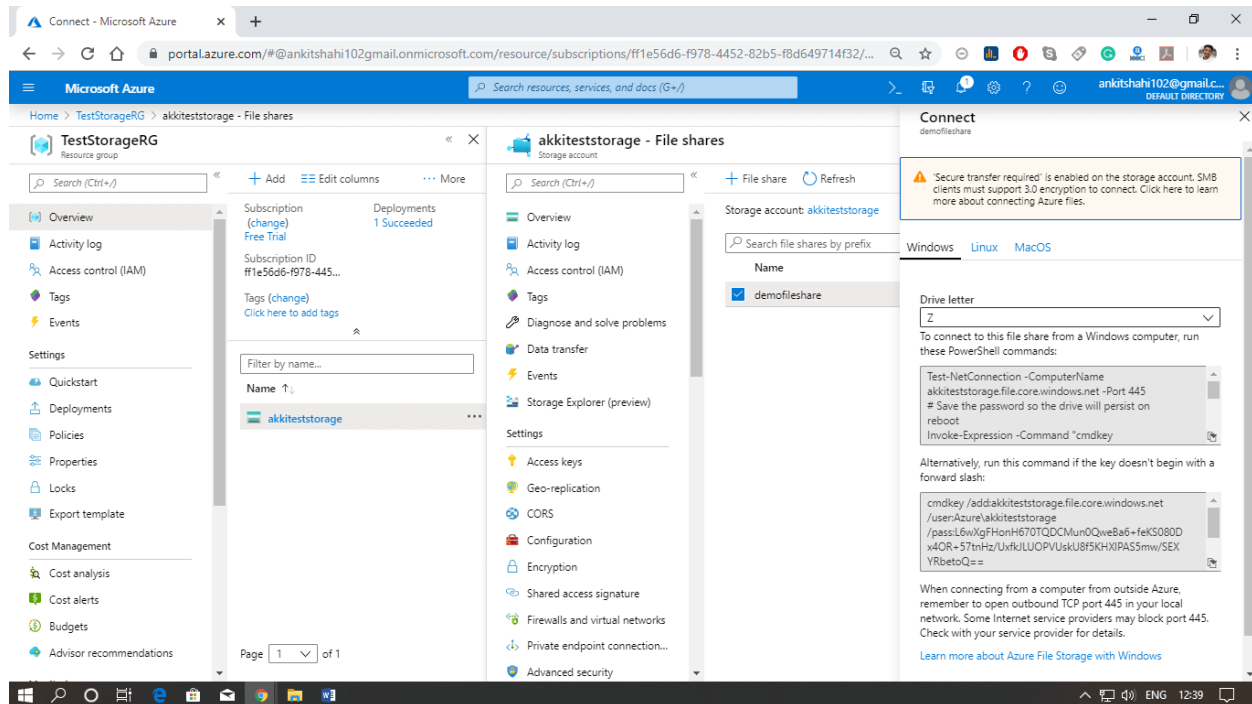 Connect - Microsoft Azure
portal.azure.com/#@ankitshahi102gmail.onmicrosoft.com/resource/subscriptions/ff1e56d6-f978-4452-82b5-f8d649714f32/...
Microsoft Azure
Search resources, services, and docs (G+/)
1
ankitshahi102@gmail.c...
DEFAULT DIRECTORY
Home > TestStorageRG > akkiteststorage - File shares
TestStorageRG
Resource group
Search (Ctrl+/)
Overview
Activity log
Access control (IAM)
Tags
Events
Settings
Quickstart
Deployments
Policies
Properties
Locks
Export template
Cost Management
Cost analysis
Cost alerts
Budgets
Advisor recommendations
Add Edit columns ··· More
Subscription
(change)
Free Trial
Deployments
1 Succeeded
Subscription ID
ff1e56d6-f978-445...
Tags (change)
Click here to add tags
Filter by name...
Name ↑↓
akkiteststorage ···
Page 1 of 1
akkiteststorage - File shares
Storage account
Search (Ctrl+/)
Overview
Activity log
Access control (IAM)
Tags
Diagnose and solve problems
Data transfer
Events
Storage Explorer (preview)
Settings
Access keys
Geo-replication
CORS
Configuration
Encryption
Shared access signature
Firewalls and virtual networks
Private endpoint connection...
Advanced security
File share Refresh
Storage account: akkiteststorage
Search file shares by prefix
Name
demofileshare
Connect
demofileshare
'Secure transfer required' is enabled on the storage account. SMB
clients must support 3.0 encryption to connect. Click here to learn
more about connecting Azure files.
Windows Linux MacOS
Drive letter
Z
To connect to this file share from a Windows computer, run
these PowerShell commands:
Test-NetConnection -ComputerName
akkiteststorage.file.core.windows.net -Port 445
# Save the password so the drive will persist on
reboot
Invoke-Expression -Command "cmdkey
Alternatively, run this command if the key doesn't begin with a
forward slash:
cmdkey /add:akkiteststorage.file.core.windows.net
/user:Azure\akkiteststorage
/pass:L6wXgFHonH670TQDCMun0QweBa6+feKS080D
x4OR+57tnHz/UxfkJLUOPVUskU8f5KHXIPAS5mw/SEX
YRbetoQ==
When connecting from a computer from outside Azure,
remember to open outbound TCP port 445 in your local
network. Some Internet service providers may block port 445.
Check with your service provider for details.
Learn more about Azure File Storage with Windows
ENG 12:39